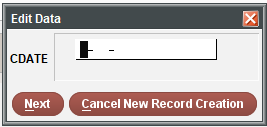 Edit Data
CDATE - -
Next Cancel New Record Creation